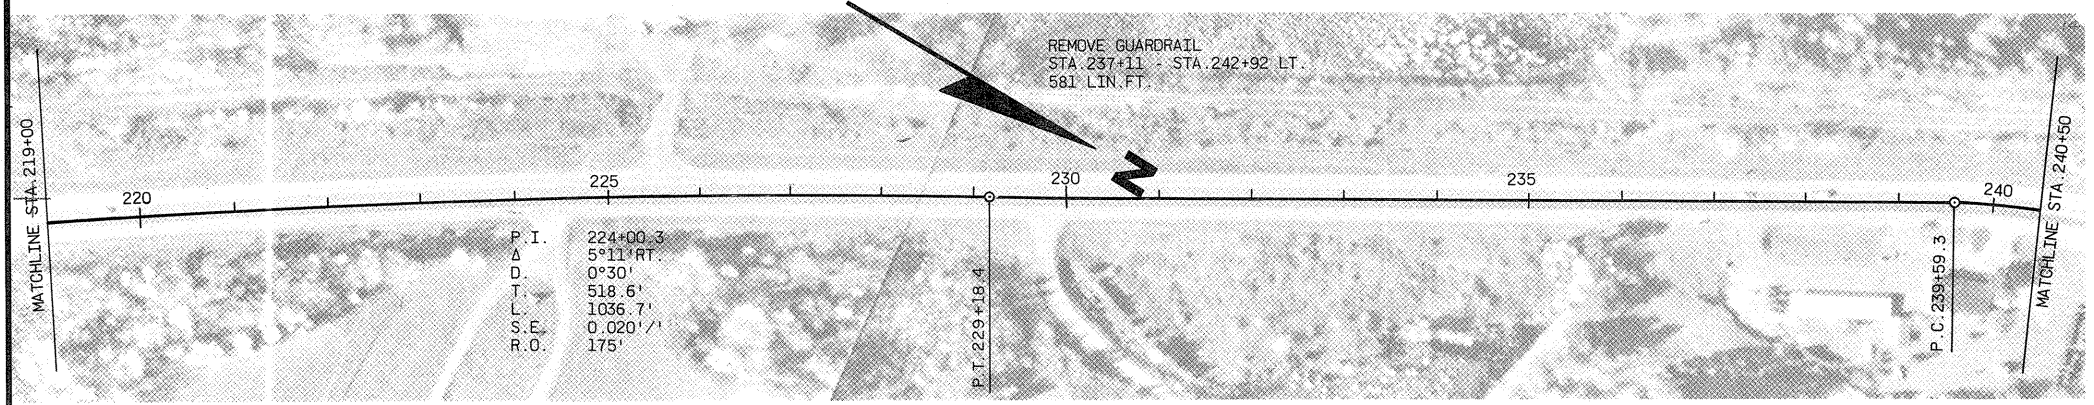 REMOVE GUARDRAIL
STA.237+11 - STA.242+92 LT.
581 LIN.FT.
MATCHLINE STA.219+00
220
225
230
235
240
N
MATCHLINE STA.240+50
P.I. 224+00.3
Δ 5°11'RT.
D. 0°30'
T. 518.6'
L. 1036.7'
S.E. 0.020'/'
R.O. 175'
P.T.229+18.4
P.C.239+59.3